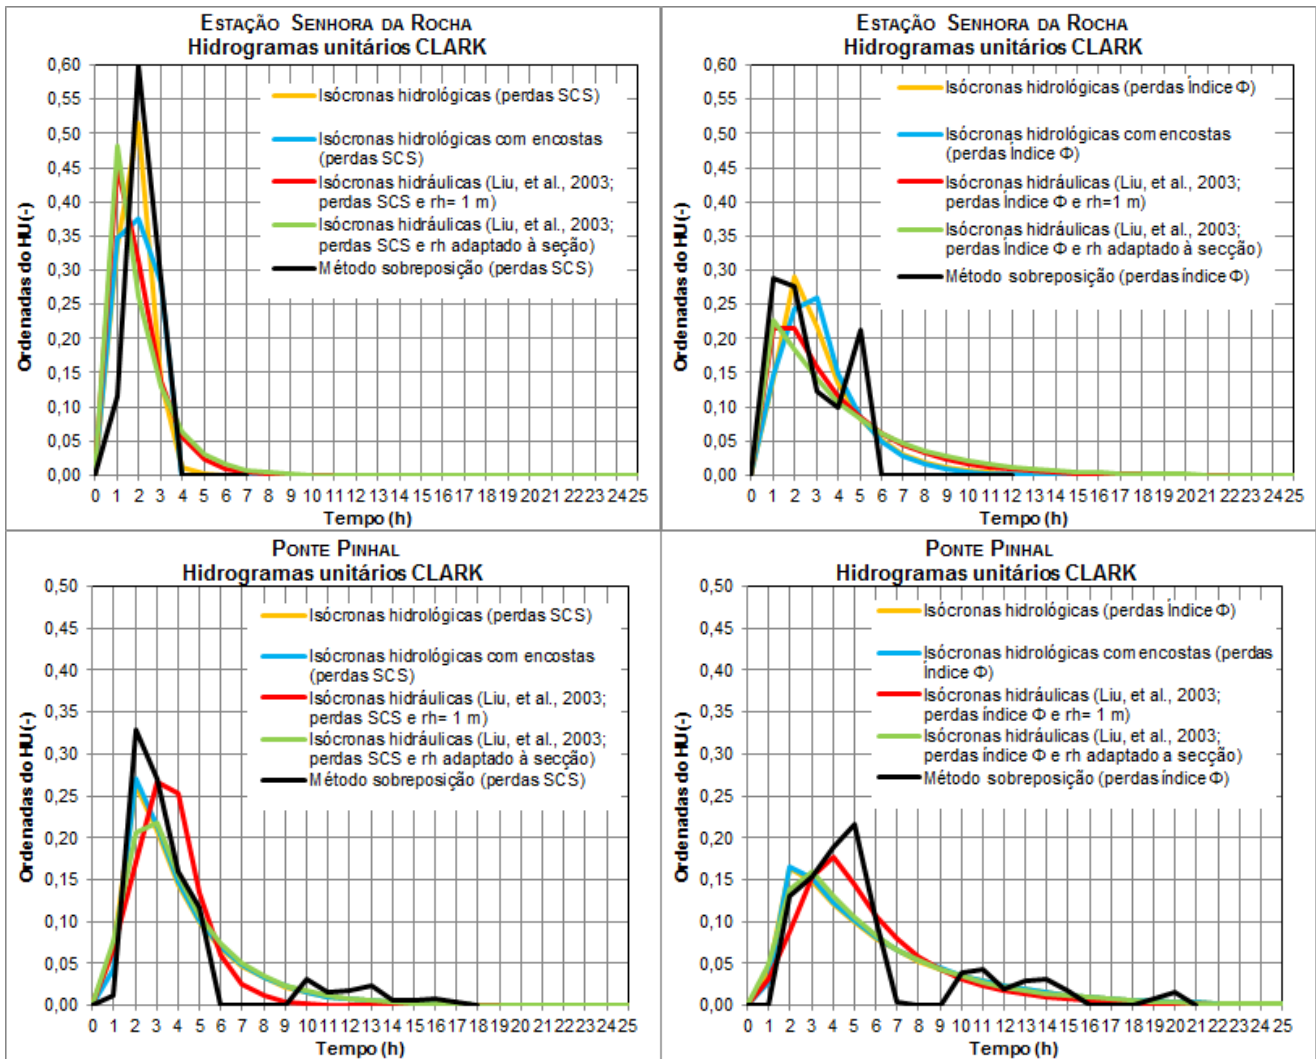 ESTAÇÃO SENHORA DA ROCHA
Hidrogramas unitários CLARK
Ordenadas do HU(-)
0,60
0,55
0,50
0,45
0,40
0,35
0,30
0,25
0,20
0,15
0,10
0,05
0,00
Isócronas hidrológicas (perdas SCS)
Isócronas hidrológicas com encostas
(perdas SCS)
Isócronas hidráulicas (Liu, et al., 2003;
perdas SCS e rh= 1 m)
Isócronas hidráulicas (Liu, et al., 2003;
perdas SCS e rh adaptado à seccão)
Método sobreposição (perdas SCS)
0 1 2 3 4 5 6 7 8 9 10 11 12 13 14 15 16 17 18 19 20 21 22 23 24 25
Tempo (h)
ESTAÇÃO SENHORA DA ROCHA
Hidrogramas unitários CLARK
Ordenadas do HU(-)
0,60
0,55
0,50
0,45
0,40
0,35
0,30
0,25
0,20
0,15
0,10
0,05
0,00
Isócronas hidrológicas (perdas Índice Φ)
Isócronas hidrológicas com encostas
(perdas Índice Φ)
Isócronas hidráulicas (Liu, et al., 2003;
perdas Índice Φ e rh=1 m)
Isócronas hidráulicas (Liu, et al., 2003;
perdas Índice Φ e rh adaptado à secção)
Método sobreposição (perdas índice Φ)
0 1 2 3 4 5 6 7 8 9 10 11 12 13 14 15 16 17 18 19 20 21 22 23 24 25
Tempo (h)
PONTE PINHAL
Hidrogramas unitários CLARK
Ordenadas do HU(-)
0,50
0,45
0,40
0,35
0,30
0,25
0,20
0,15
0,10
0,05
0,00
Isócronas hidrológicas (perdas SCS)
Isócronas hidrológicas com encostas
(perdas SCS)
Isócronas hidráulicas (Liu, et al., 2003;
perdas SCS e rh= 1 m)
Isócronas hidráulicas (Liu, et al., 2003;
perdas SCS e rh adaptado à secção)
Método sobreposição (perdas SCS)
0 1 2 3 4 5 6 7 8 9 10 11 12 13 14 15 16 17 18 19 20 21 22 23 24 25
Tempo (h)
PONTE PINHAL
Hidrogramas unitários CLARK
Ordenadas do HU(-)
0,50
0,45
0,40
0,35
0,30
0,25
0,20
0,15
0,10
0,05
0,00
Isócronas hidrológicas (perdas Índice Φ)
Isócronas hidrológicas com encostas (perdas
Índice Φ)
Isócronas hidráulicas (Liu, et al., 2003;
perdas índice Φ e rh= 1 m)
Isócronas hidráulicas (Liu, et al., 2003;
perdas índice Φ e rh adaptado a secção)
Método sobreposição (perdas índice Φ)
0 1 2 3 4 5 6 7 8 9 10 11 12 13 14 15 16 17 18 19 20 21 22 23 24 25
Tempo (h)